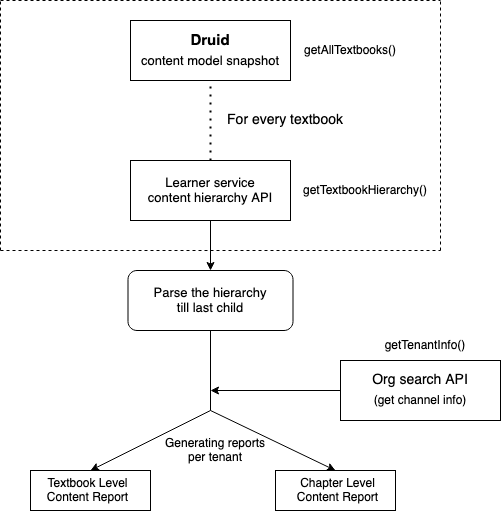 Druid
content model snapshot
getAllTextbooks()
For every textbook
Learner service
content hierarchy API
getTextbookHierarchy()
Parse the hierarchy
till last child
getTenantInfo()
Org search API
(get channel info)
Generating reports
per tenant
Textbook Level
Content Report
Chapter Level
Content Report